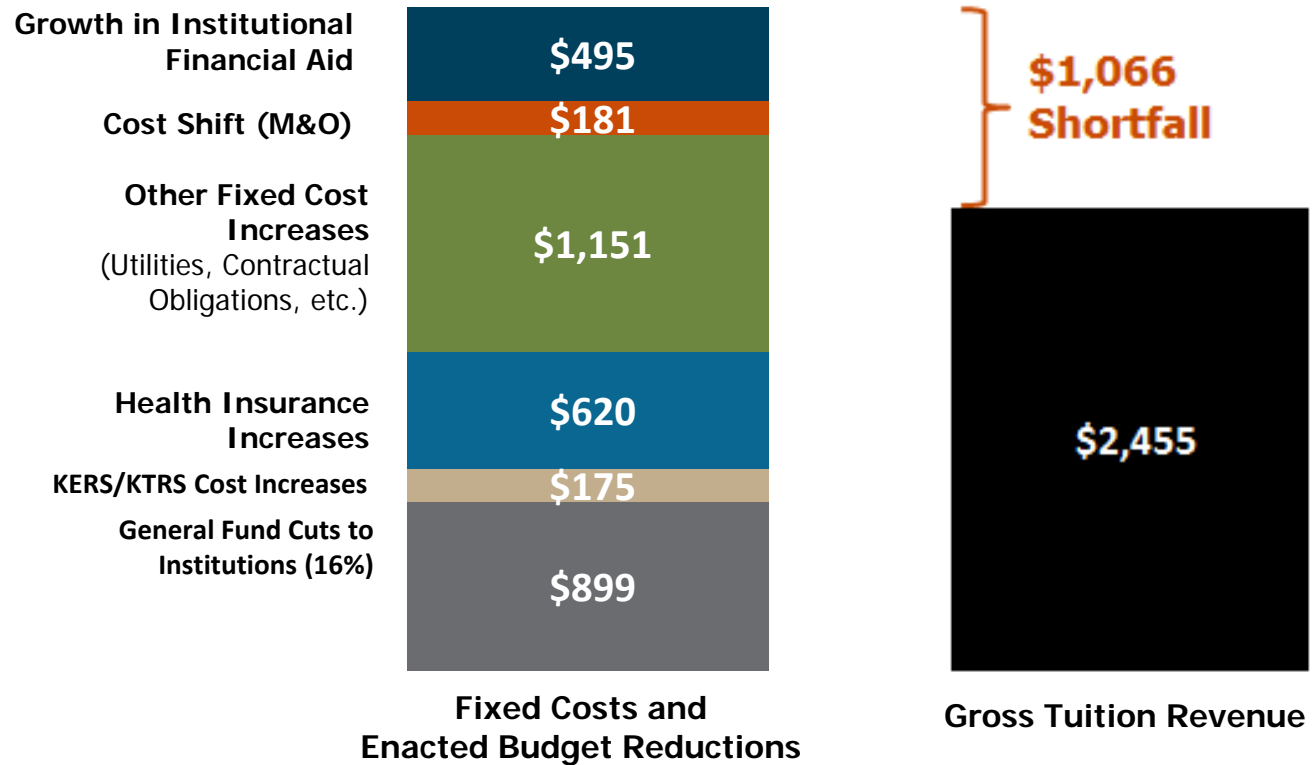 Growth in Institutional
Financial Aid
$495
Cost Shift (M&O)
$181
Other Fixed Cost
Increases
(Utilities, Contractual
Obligations, etc.)
$1,151
Health Insurance
Increases
$620
KERS/KTRS Cost Increases
$175
General Fund Cuts to
Institutions (16%)
$899
Fixed Costs and
Enacted Budget Reductions
$1,066
Shortfall
$2,455
Gross Tuition Revenue